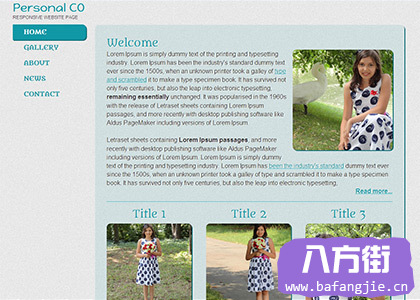 Personal CO
RESPONSIVE WEBSITE PAGE
HOME
GALLERY
ABOUT
NEWS
CONTACT
Welcome
Lorem Ipsum is simply dummy text of the printing and typesetting
industry. Lorem Ipsum has been the industry's standard dummy text
ever since the 1500s, when an unknown printer took a galley of type
and scrambled it to make a type specimen book. It has survived not
only five centuries, but also the leap into electronic typesetting,
remaining essentially unchanged. It was popularised in the 1960s
with the release of Letraset sheets containing Lorem Ipsum
passages, and more recently with desktop publishing software like
Aldus PageMaker including versions of Lorem Ipsum.
Letraset sheets containing Lorem Ipsum passages, and more
recently with desktop publishing software like Aldus PageMaker
including versions of Lorem Ipsum. Lorem Ipsum is simply dummy
text of the printing and typesetting industry. Lorem Ipsum has been the industry's standard dummy text
ever since the 1500s, when an unknown printer took a galley of type and scrambled it to make a type specimen
book. It has survived not only five centuries, but also the leap into electronic typesetting.
Read more...
Title 1
Title 2
Title 3
八方街
www.bafangjie.cn